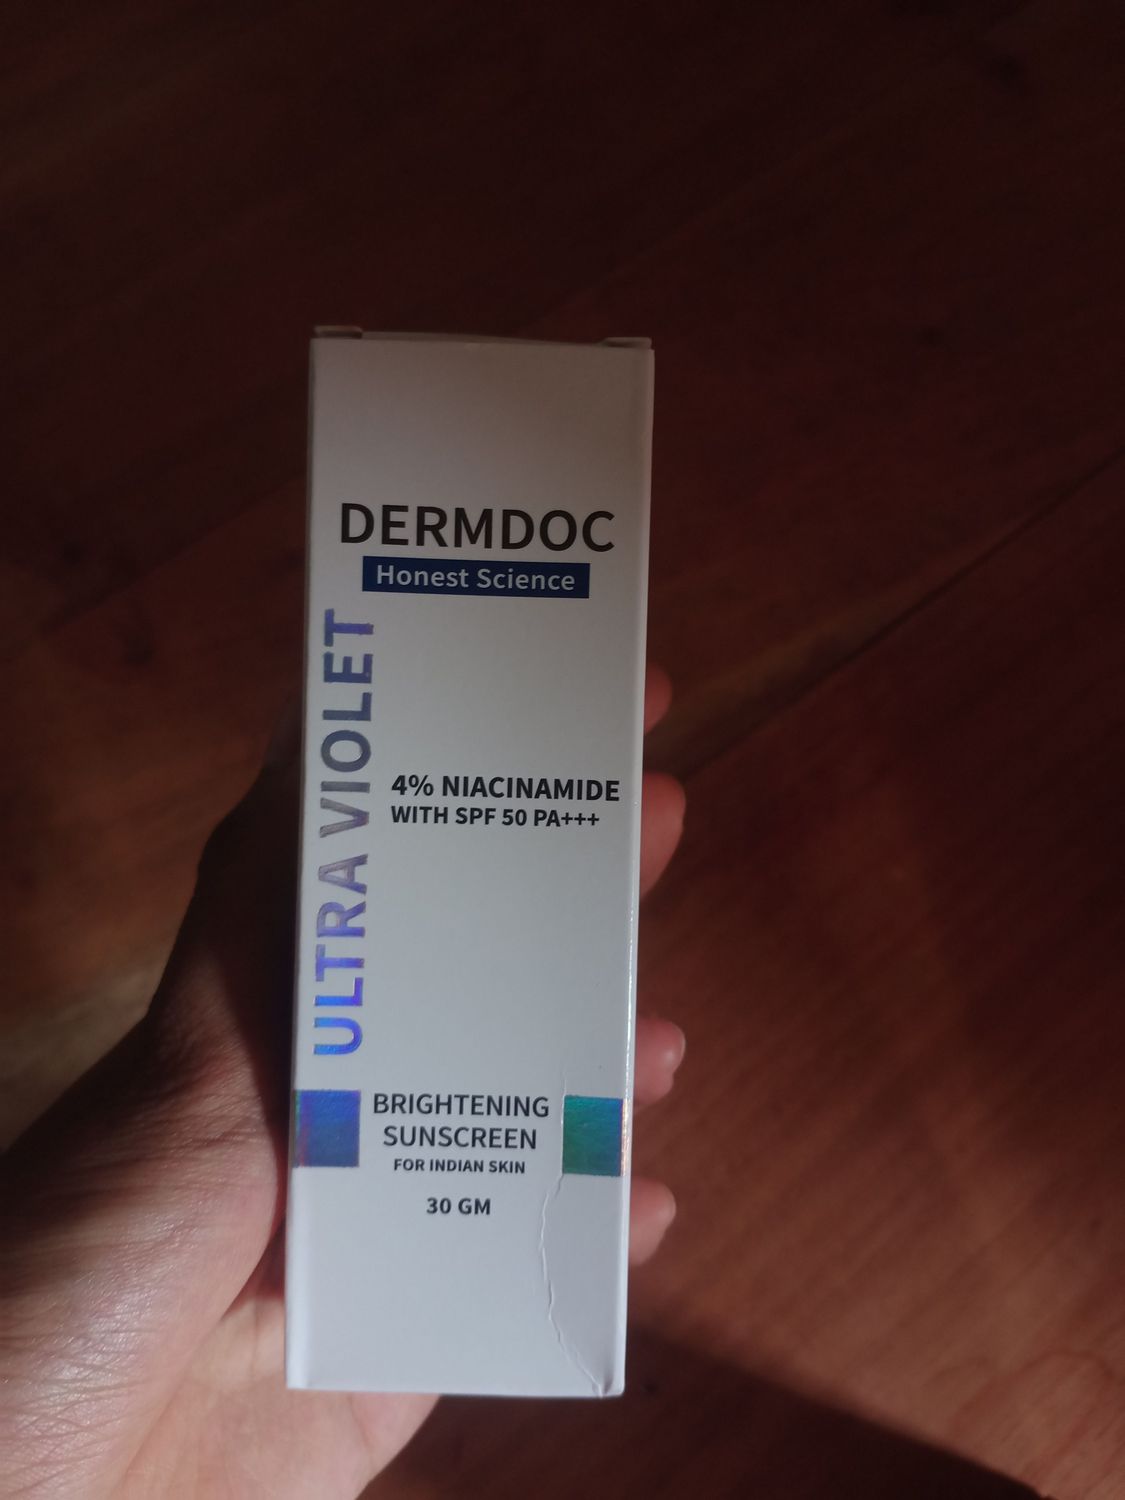 DERMDOC
Honest Science
ULTRA VIOLET
4% NIACINAMIDE
WITH SPF 50 PA+++
BRIGHTENING
SUNSCREEN
FOR INDIAN SKIN
30 GM